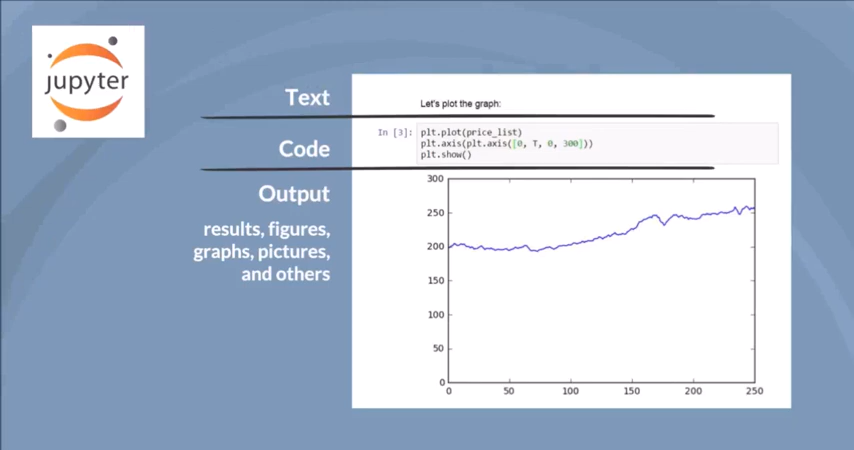 jupyter
Text
Let's plot the graph:
Code
In [3]: plt.plot(price_list)
plt.axis(plt.axis([0, T, 0, 300]))
plt.show()
Output
results, figures,
graphs, pictures,
and others
300
250
200
150
100
50
0
0 50 100 150 200 250